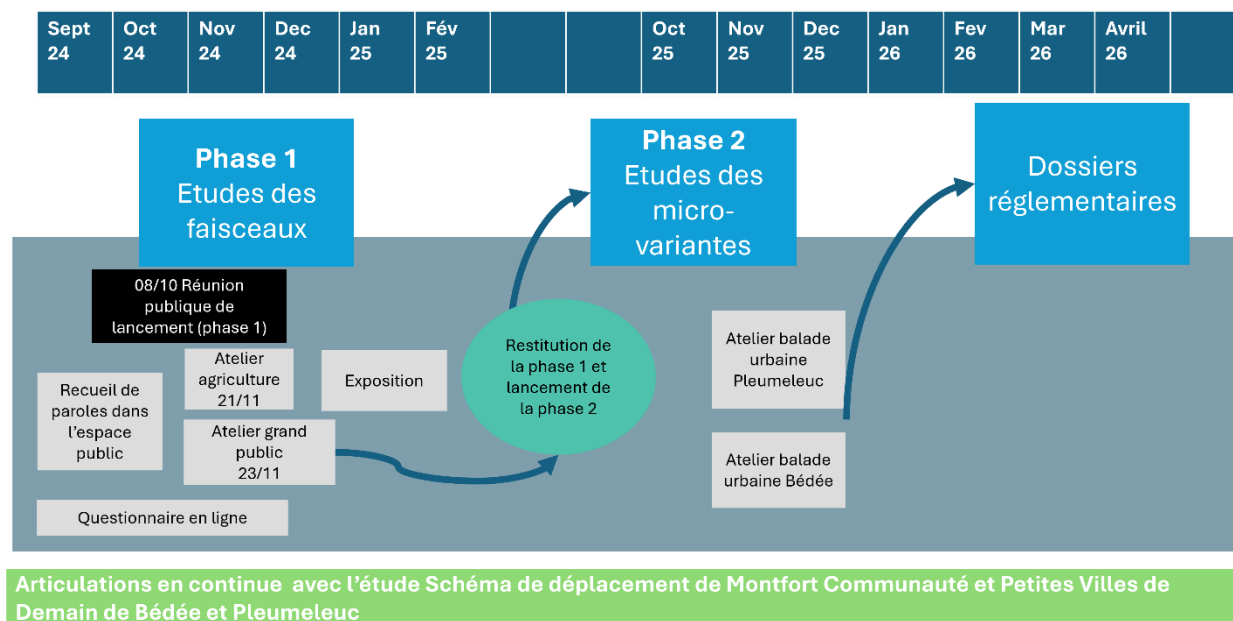 Sept
24
Oct
24
Nov
24
Dec
24
Jan
25
Fév
25
Oct
25
Nov
25
Dec
25
Jan
26
Fev
26
Mar
26
Avril
26
Phase 1
Etudes des
faisceaux
Phase 2
Etudes des
micro-
variantes
Dossiers
réglementaires
08/10 Réunion
publique de
lancement (phase 1)
Recueil de
paroles dans
l'espace
public
Atelier
agriculture
21/11
Exposition
Atelier grand
public
23/11
Questionnaire en ligne
Restitution de
la phase 1 et
lancement de
la phase 2
Atelier balade
urbaine
Pleumeleuc
Atelier balade
urbaine Bédée
Articulations en continue avec l'étude Schéma de déplacement de Montfort Communauté et Petites Villes de
Demain de Bédée et Pleumeleuc